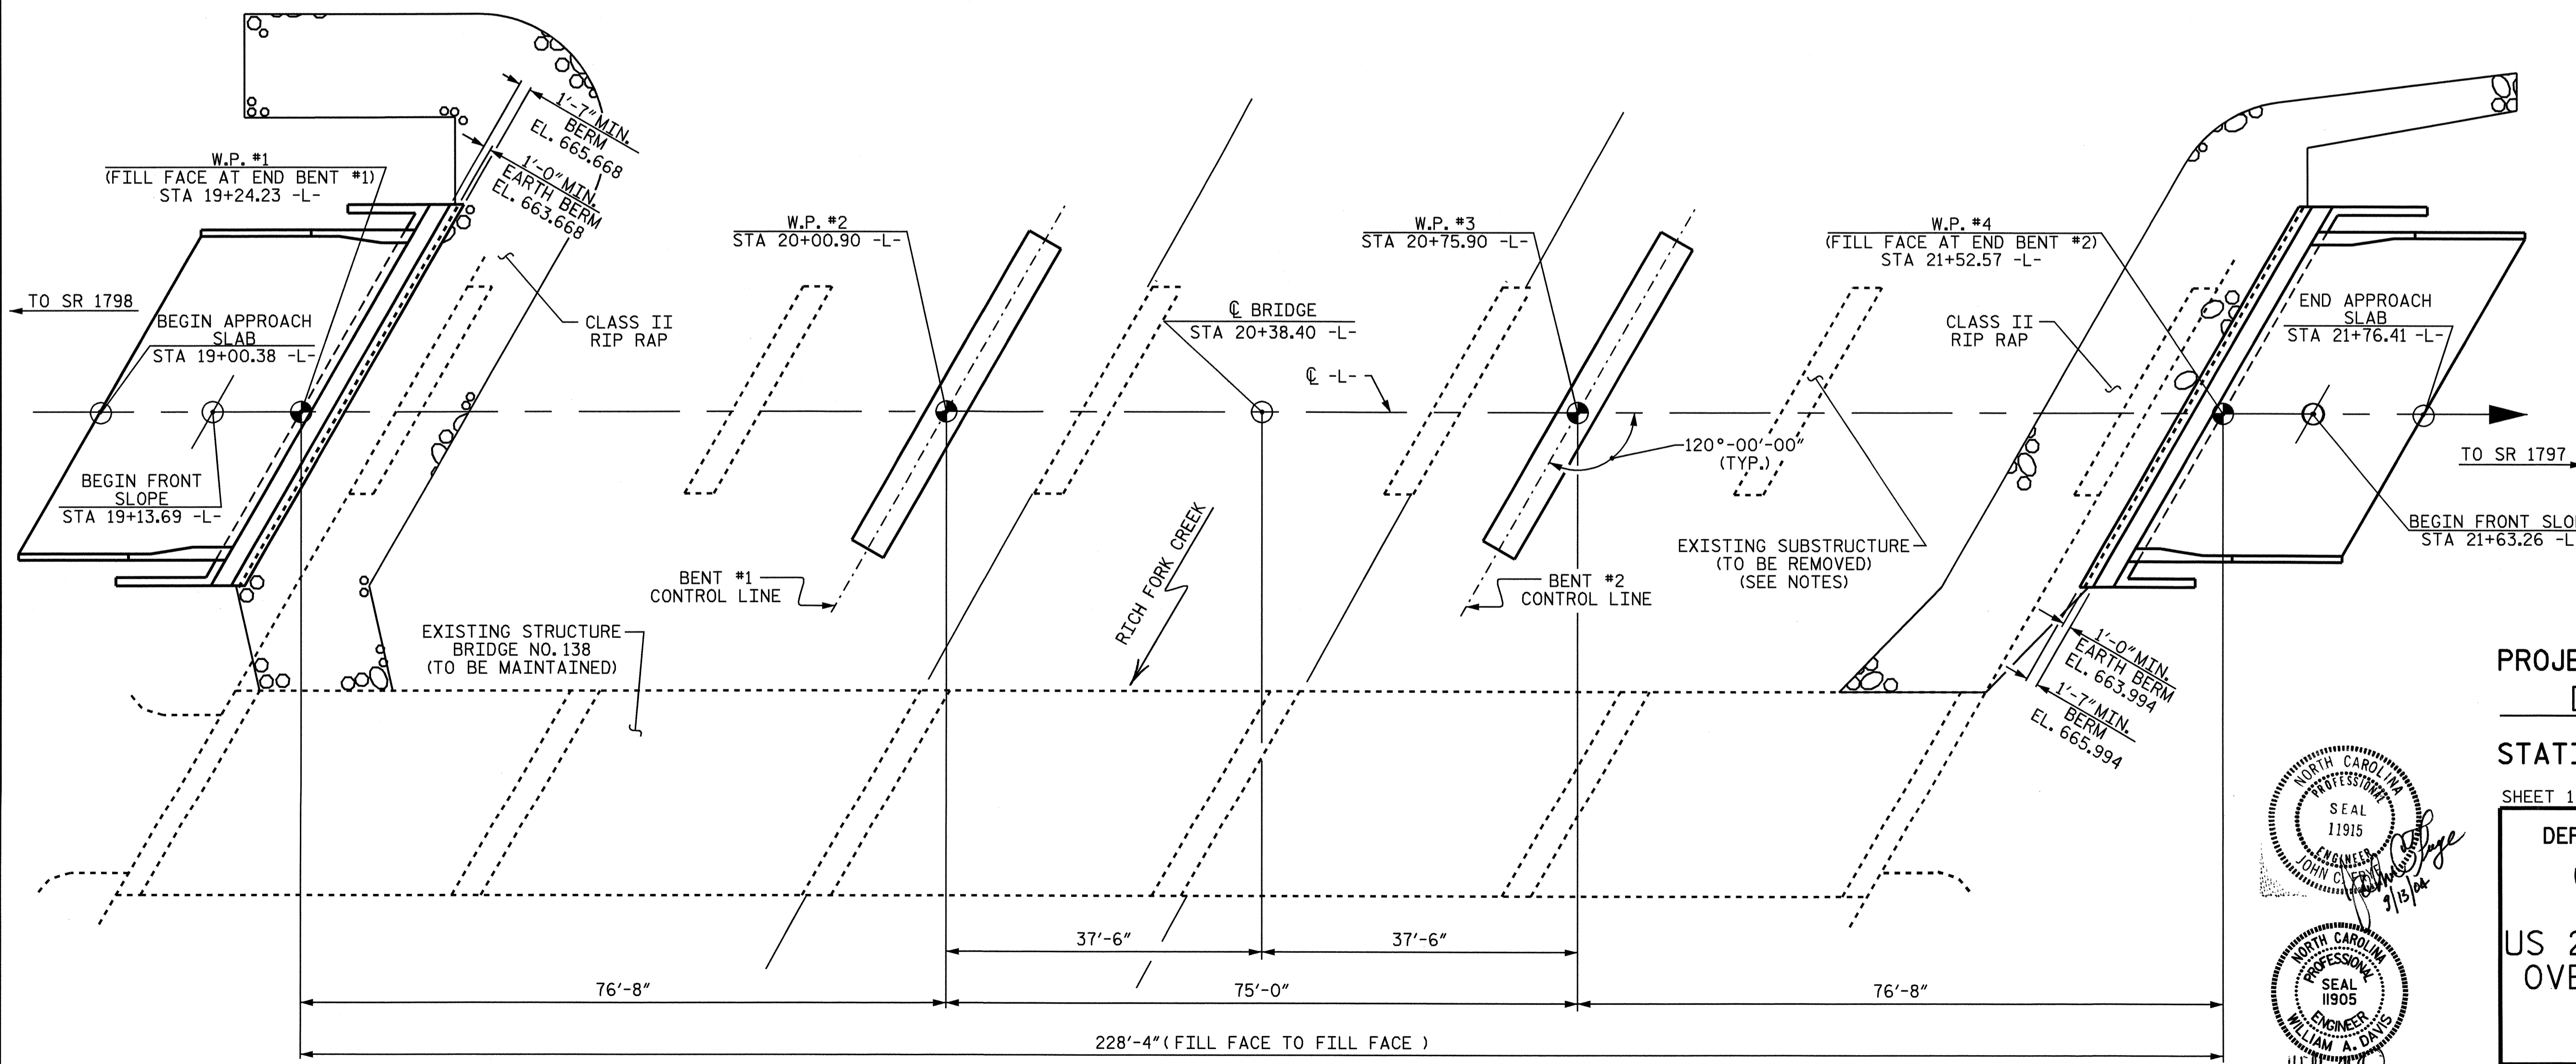 1'-7" MIN.
BERM
EL. 665.668
1'-0" MIN.
EARTH BERM
EL. 663.668
W.P. #1
(FILL FACE AT END BENT #1)
STA 19+24.23 -L-
W.P. #2
STA 20+00.90 -L-
W.P. #3
STA 20+75.90 -L-
W.P. #4
(FILL FACE AT END BENT #2)
STA 21+52.57 -L-
TO SR 1798
BEGIN APPROACH
SLAB
STA 19+00.38 -L-
CLASS II
RIP RAP
℄ BRIDGE
STA 20+38.40 -L-
℄ -L-
CLASS II
RIP RAP
END APPROACH
SLAB
STA 21+76.41 -L-
BEGIN FRONT
SLOPE
STA 19+13.69 -L-
120°-00'-00"
(TYP.)
TO SR 1797
BEGIN FRONT SLO
STA 21+63.26 -L
EXISTING SUBSTRUCTURE
(TO BE REMOVED)
(SEE NOTES)
BENT #1
CONTROL LINE
RICH FORK CREEK
BENT #2
CONTROL LINE
EXISTING STRUCTURE
BRIDGE NO. 138
(TO BE MAINTAINED)
1'-0" MIN.
EARTH BERM
EL. 663.994
1'-7" MIN.
BERM
EL. 665.994
PROJE
STATI
SHEET 1
DEP
US 2
OVE
NORTH CAROLINA
PROFESSIONAL
SEAL
11915
ENGINEER
JOHN C. FRYE
9/13/04
NORTH CAROLINA
PROFESSIONAL
SEAL
11905
ENGINEER
WILLIAM A. DAVIS
37'-6"
37'-6"
76'-8"
75'-0"
76'-8"
228'-4" ( FILL FACE TO FILL FACE )